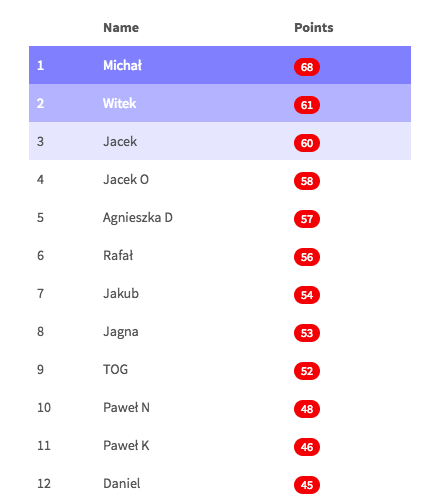 Name Points
1 Michał 68
2 Witek 61
3 Jacek 60
4 Jacek O 58
5 Agnieszka D 57
6 Rafał 56
7 Jakub 54
8 Jagna 53
9 TOG 52
10 Paweł N 48
11 Paweł K 46
12 Daniel 45